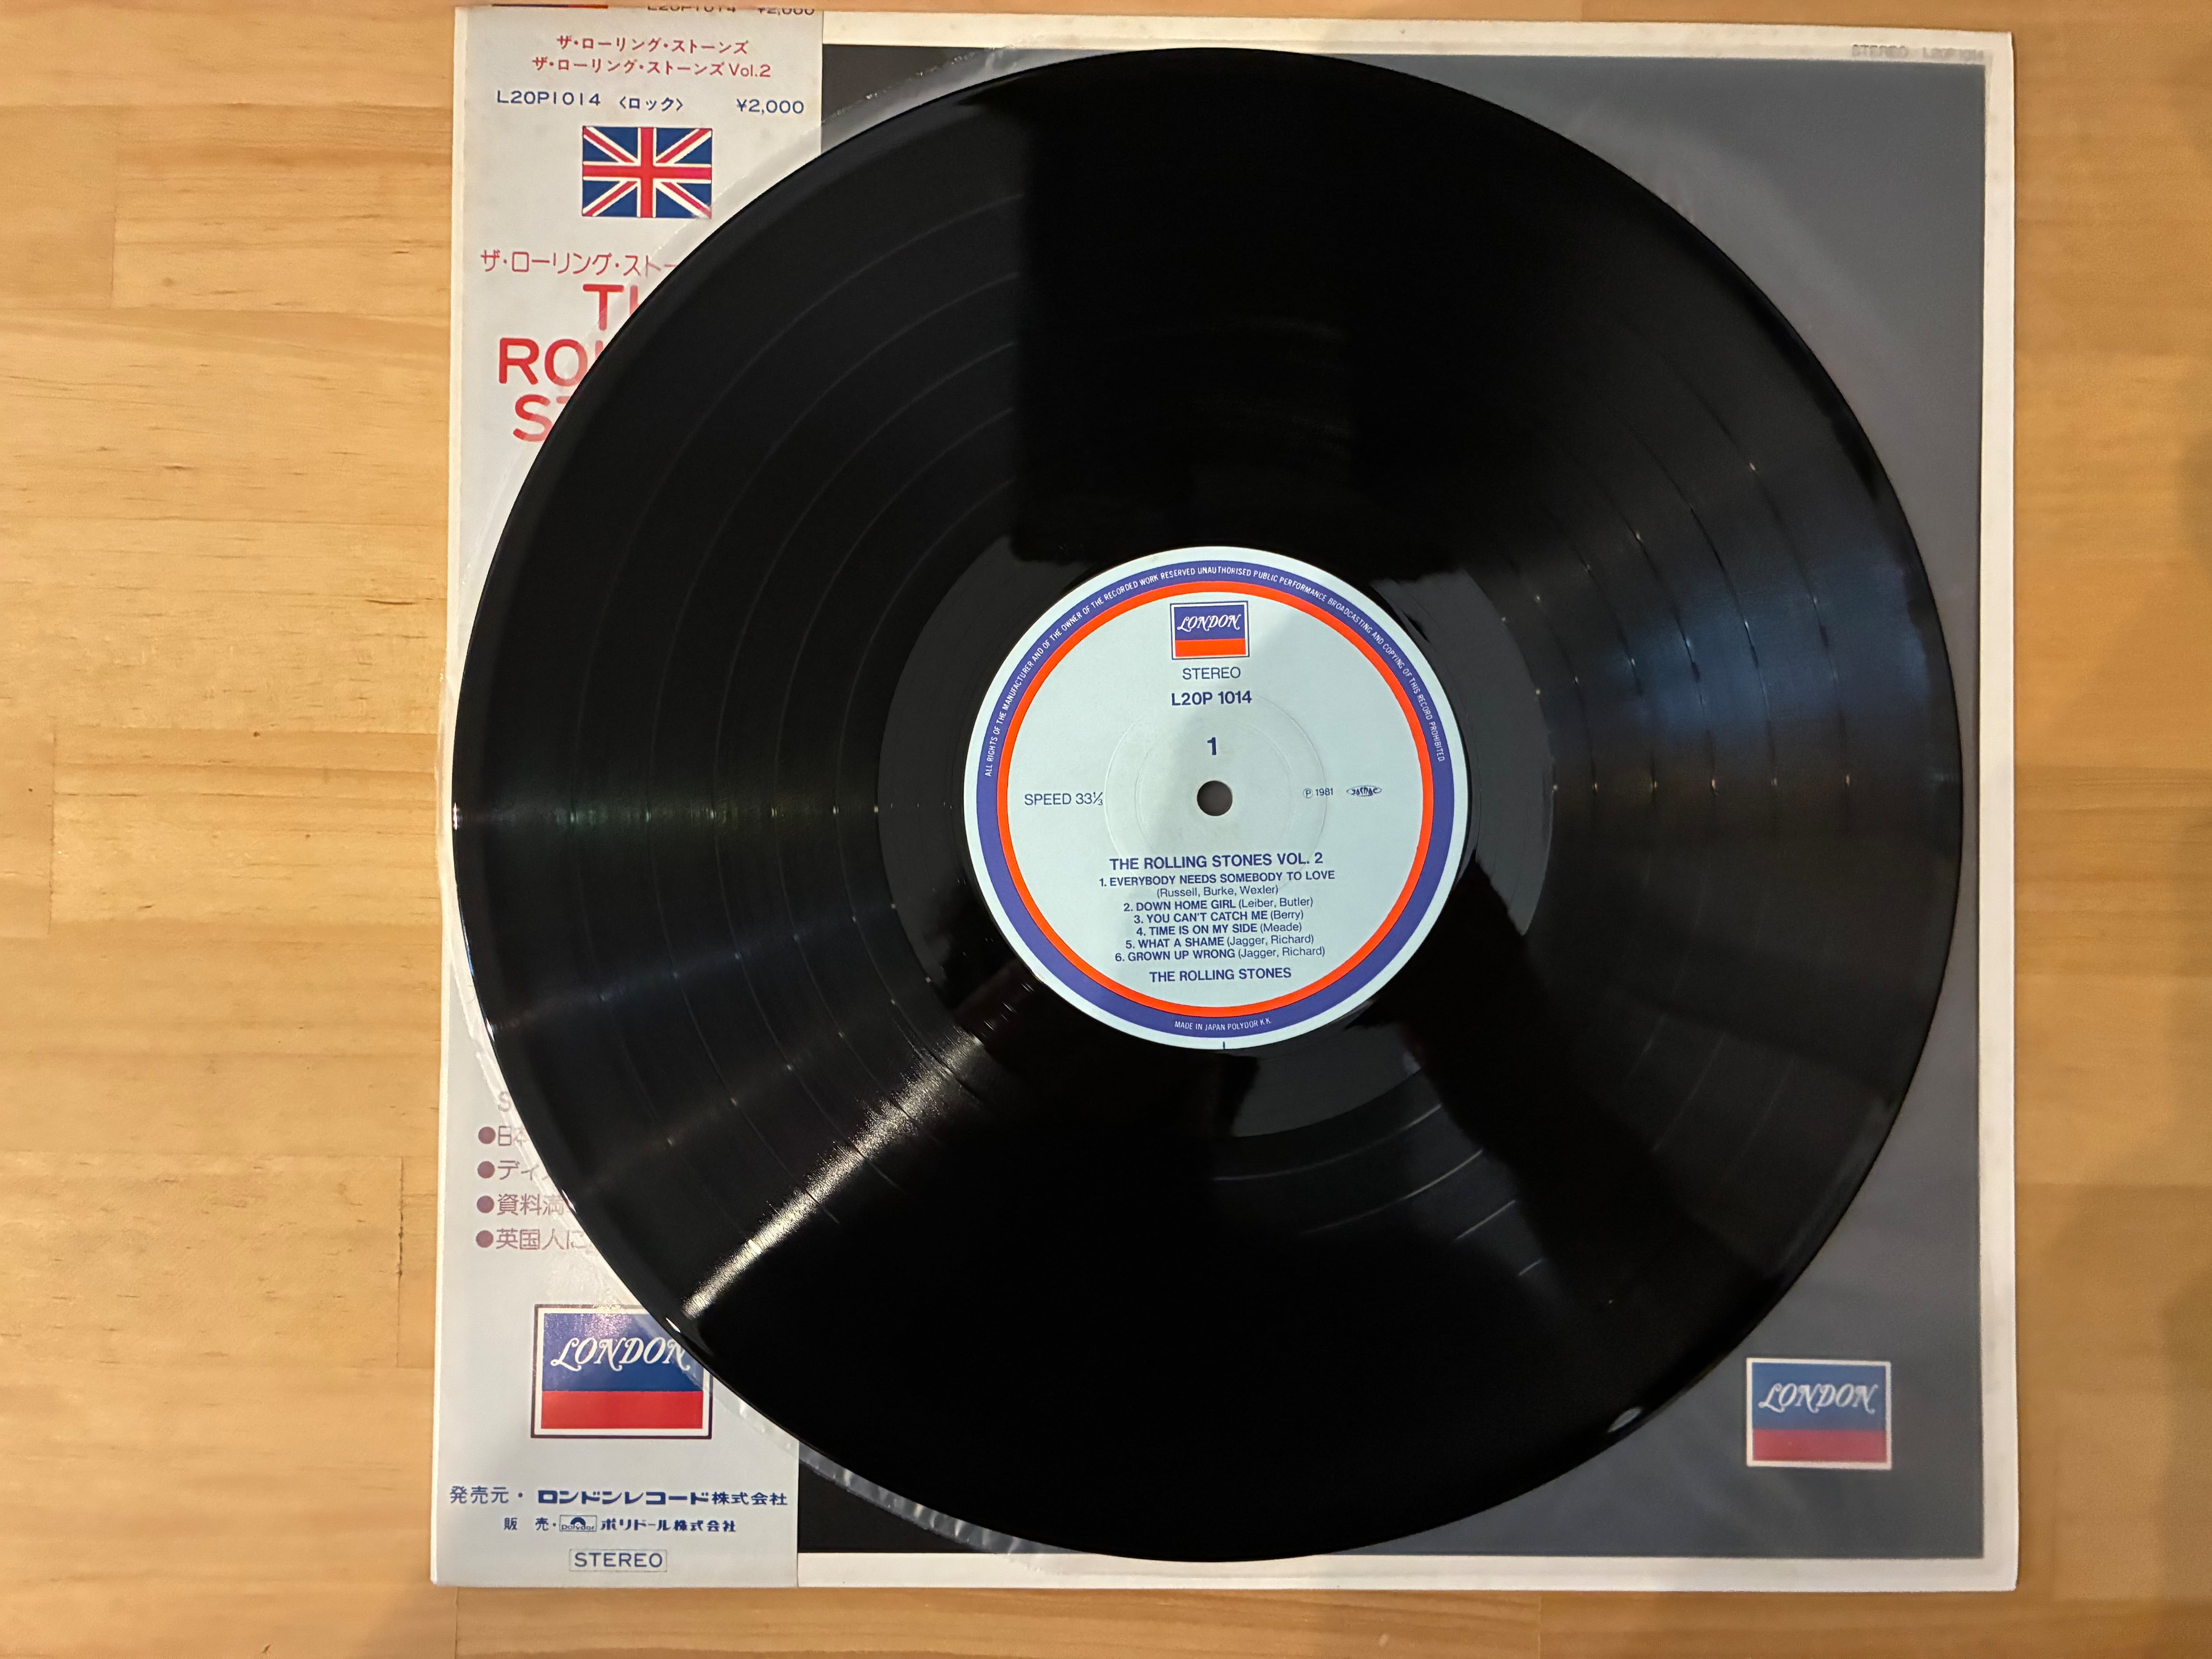 L20P1014 ¥2,000
ザ・ローリング・ストーンズ
ザ・ローリング・ストーンズ Vol.2
L20P1014 〈ロック〉 ¥2,000
ザ・ローリング・ストー
RO
S
●日本
●ディ
●資料満
●英国人に
LONDON
発売元・ロンドンレコード株式会社
販 売・Polydor ポリドール株式会社
STEREO
STEREO L20P 1014
ALL RIGHTS OF THE MANUFACTURER AND OF THE OWNER OF THE RECORDED WORK RESERVED UNAUTHORISED PUBLIC PERFORMANCE BROADCASTING AND COPYING OF THIS RECORD PROHIBITED
LONDON
STEREO
L20P 1014
1
SPEED 33⅓
Ⓟ 1981
THE ROLLING STONES VOL. 2
1. EVERYBODY NEEDS SOMEBODY TO LOVE
(Russell, Burke, Wexler)
2. DOWN HOME GIRL (Leiber, Butler)
3. YOU CAN'T CATCH ME (Berry)
4. TIME IS ON MY SIDE (Meade)
5. WHAT A SHAME (Jagger, Richard)
6. GROWN UP WRONG (Jagger, Richard)
THE ROLLING STONES
MADE IN JAPAN POLYDOR K.K.
LONDON